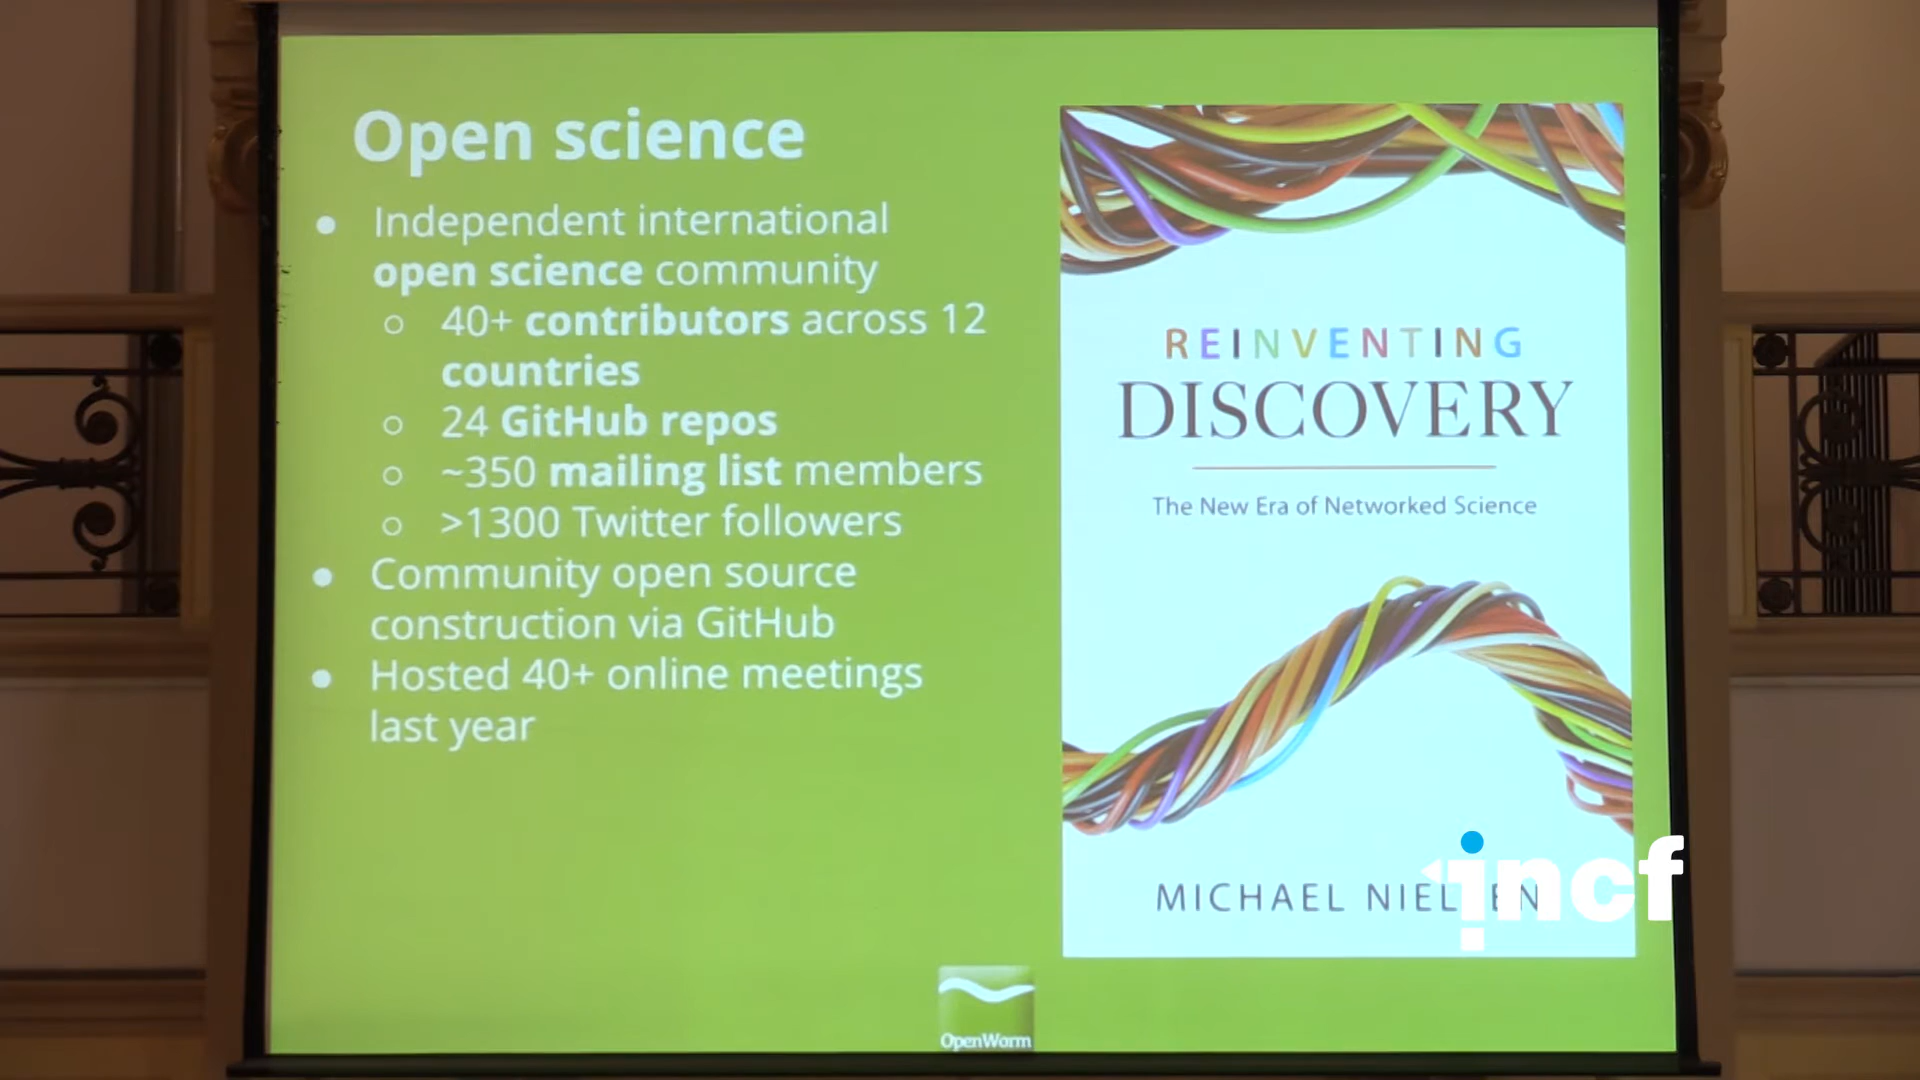 Open science
Independent international
open science community
40+ contributors across 12
countries
24 GitHub repos
~350 mailing list members
>1300 Twitter followers
Community open source
construction via GitHub
Hosted 40+ online meetings
last year
REINVENTING
DISCOVERY
The New Era of Networked Science
MICHAEL NIELSEN
incf
OpenWorm